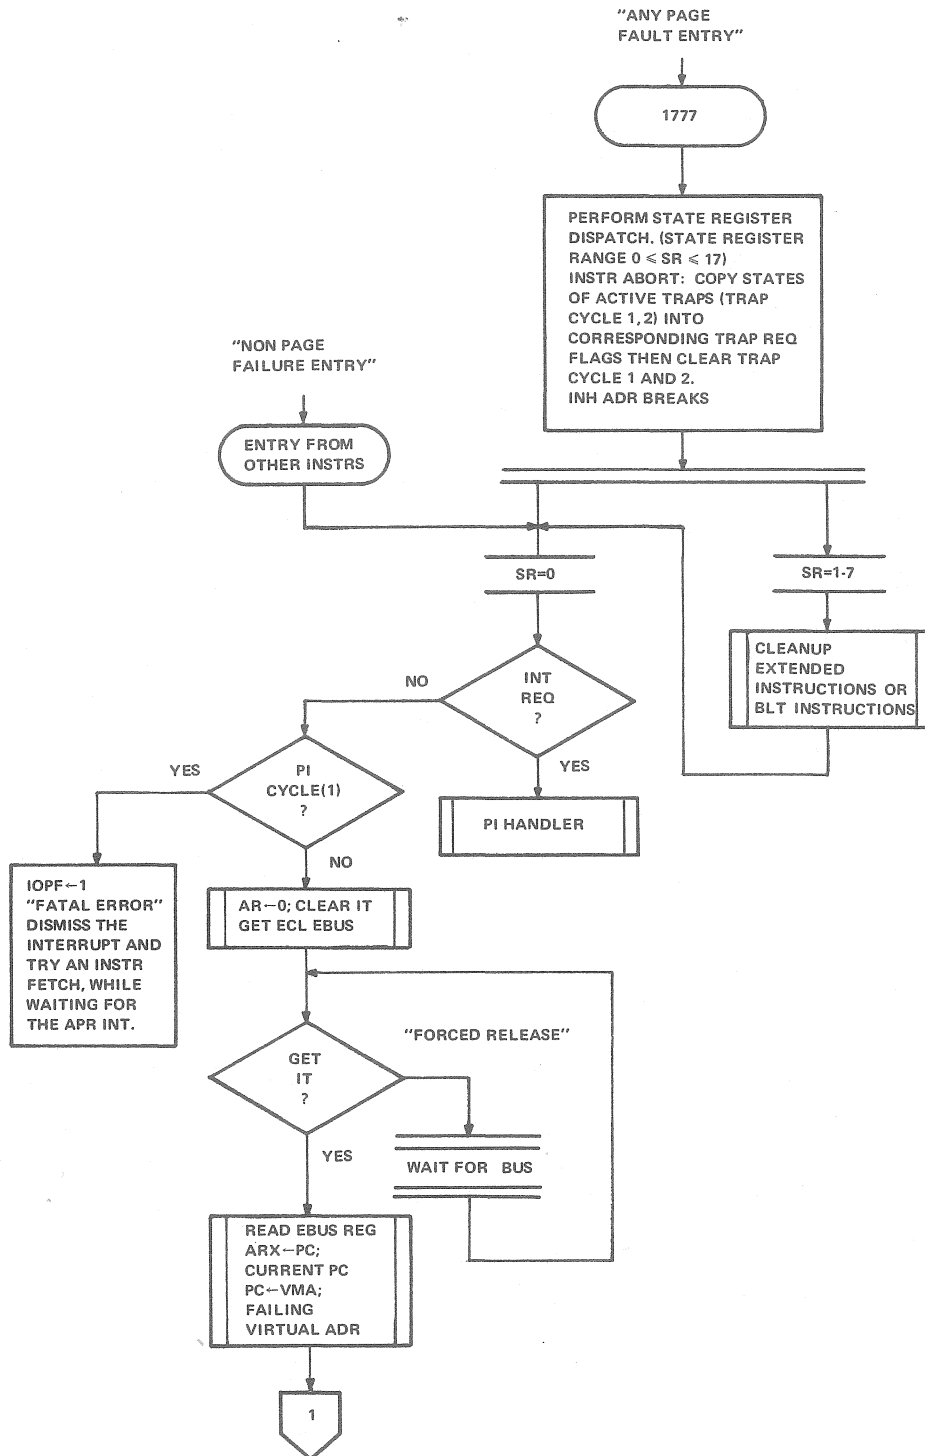 "ANY PAGE
FAULT ENTRY"
1777
PERFORM STATE REGISTER
DISPATCH. (STATE REGISTER
RANGE 0 ⩽ SR ⩽ 17)
INSTR ABORT: COPY STATES
OF ACTIVE TRAPS (TRAP
CYCLE 1,2) INTO
CORRESPONDING TRAP REQ
FLAGS THEN CLEAR TRAP
CYCLE 1 AND 2.
INH ADR BREAKS
"NON PAGE
FAILURE ENTRY"
ENTRY FROM
OTHER INSTRS
SR=0
SR=1-7
CLEANUP
EXTENDED
INSTRUCTIONS OR
BLT INSTRUCTIONS
INT
REQ
?
NO
YES
PI HANDLER
PI
CYCLE(1)
?
YES
NO
IOPF←1
"FATAL ERROR"
DISMISS THE
INTERRUPT AND
TRY AN INSTR
FETCH, WHILE
WAITING FOR
THE APR INT.
AR←0; CLEAR IT
GET ECL EBUS
GET
IT
?
"FORCED RELEASE"
YES
WAIT FOR BUS
READ EBUS REG
ARX←PC;
CURRENT PC
PC←VMA;
FAILING
VIRTUAL ADR
1